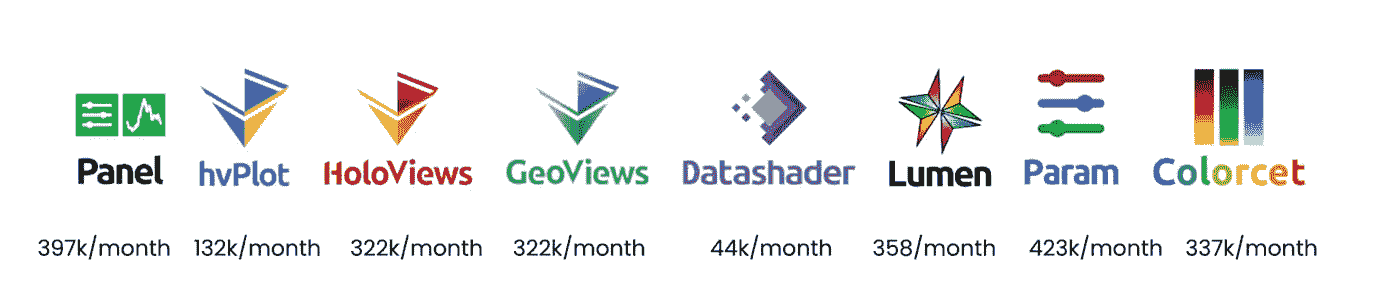 Panel hvPlot HoloViews GeoViews Datashader Lumen Param Colorcet
397k/month 132k/month 322k/month 322k/month 44k/month 358/month 423k/month 337k/month